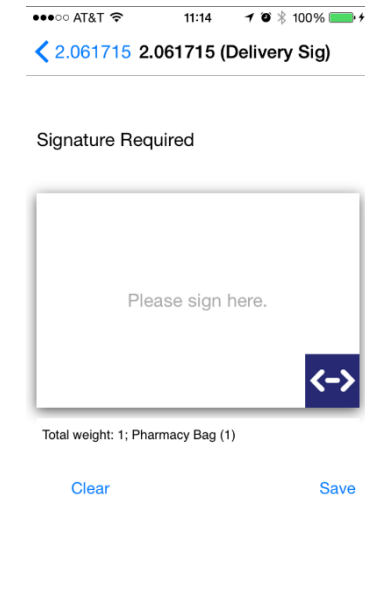 AT&T 11:14 100%
2.061715 2.061715 (Delivery Sig)
Signature Required
Please sign here.
Total weight: 1; Pharmacy Bag (1)
Clear Save